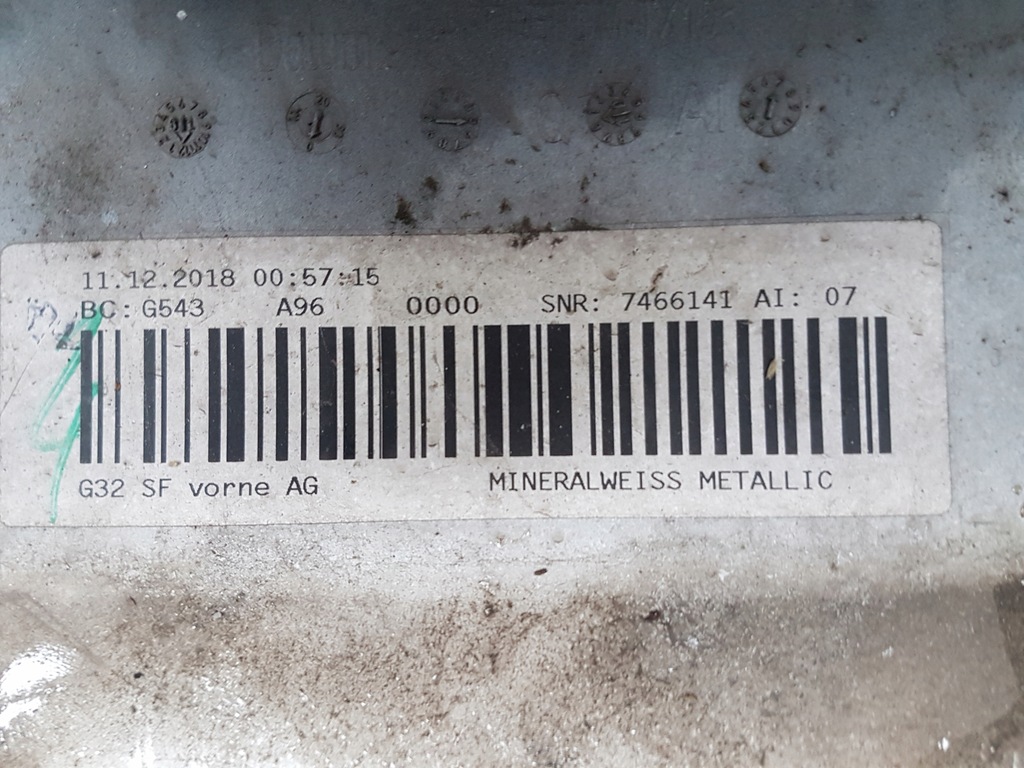 11.12.2018 00:57:15
BC: G543 A96 0000 SNR: 7466141 AI: 07
G32 SF vorne AG MINERALWEISS METALLIC